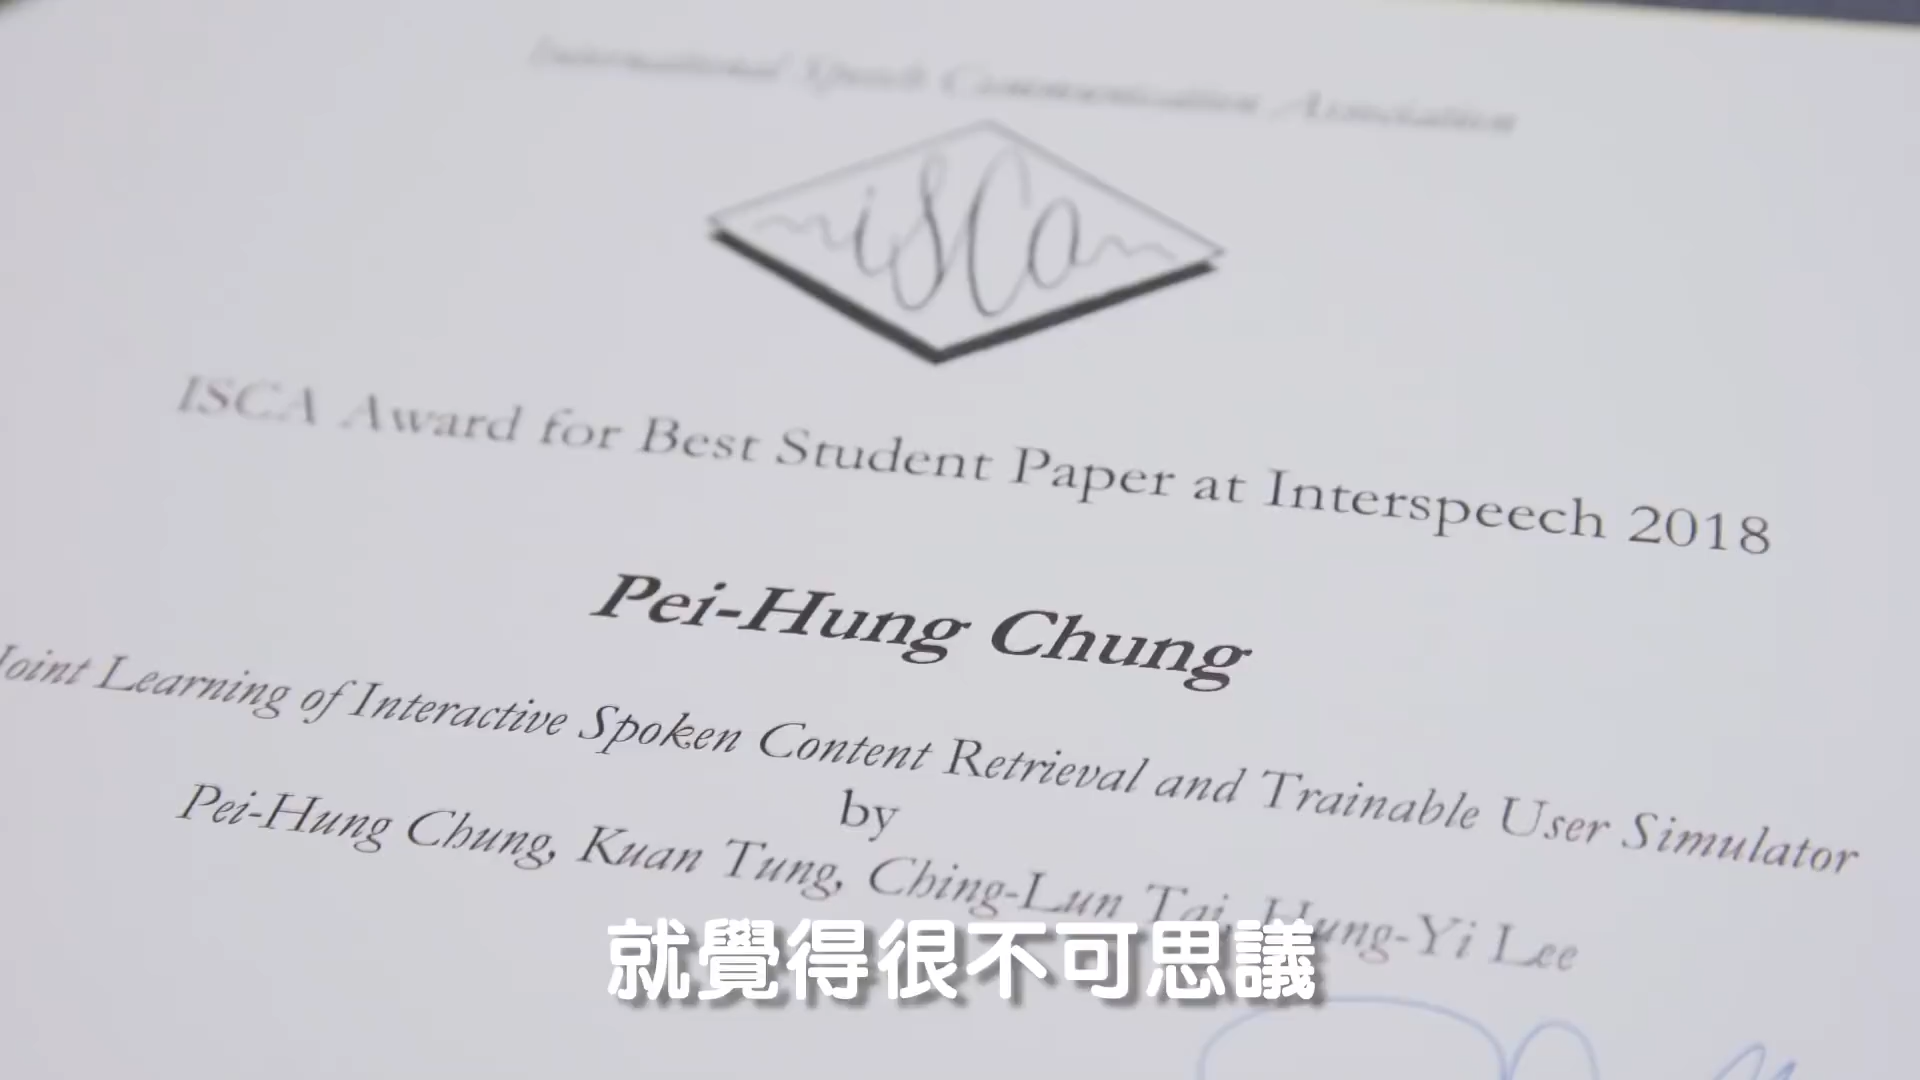 International Speech Communication Association
isca
ISCA Award for Best Student Paper at Interspeech 2018
Pei-Hung Chung
Joint Learning of Interactive Spoken Content Retrieval and Trainable User Simulator
by
Pei-Hung Chung, Kuan Tung, Ching-Lun Tai, Hung-Yi Lee
就覺得很不可思議